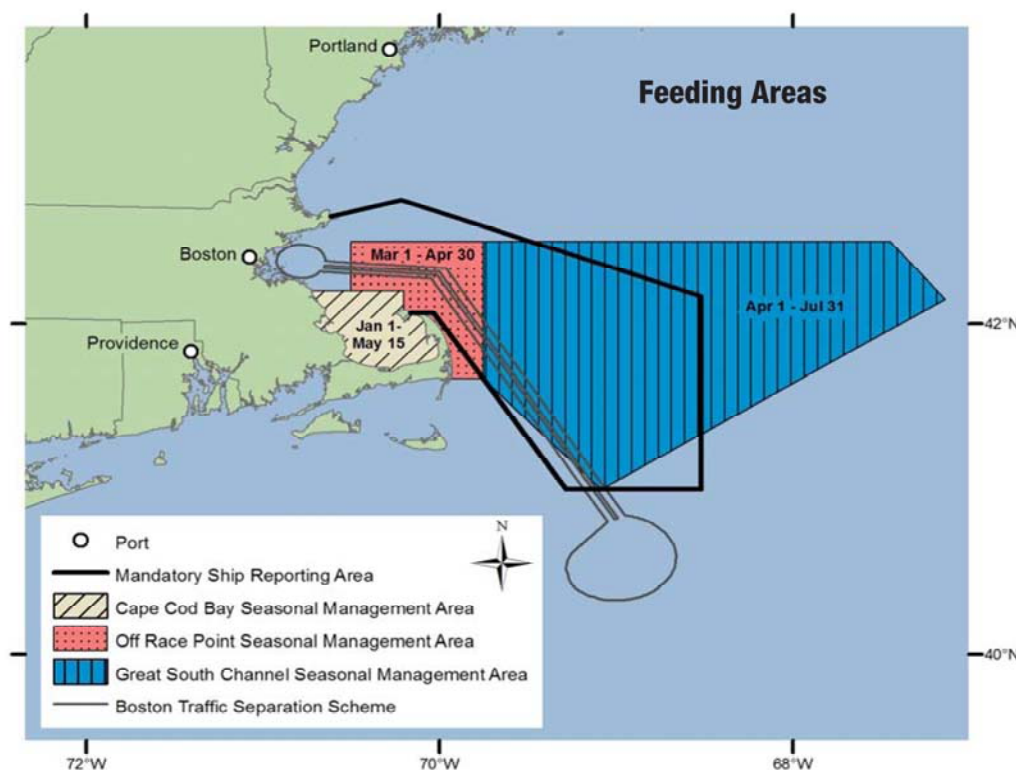 Portland
Feeding Areas
Boston
Mar 1 - Apr 30
Apr 1 - Jul 31
42°N
Jan 1-
May 15
Providence
N
Port
Mandatory Ship Reporting Area
Cape Cod Bay Seasonal Management Area
Off Race Point Seasonal Management Area
Great South Channel Seasonal Management Area
Boston Traffic Separation Scheme
40°N
72°W
70°W
68°W